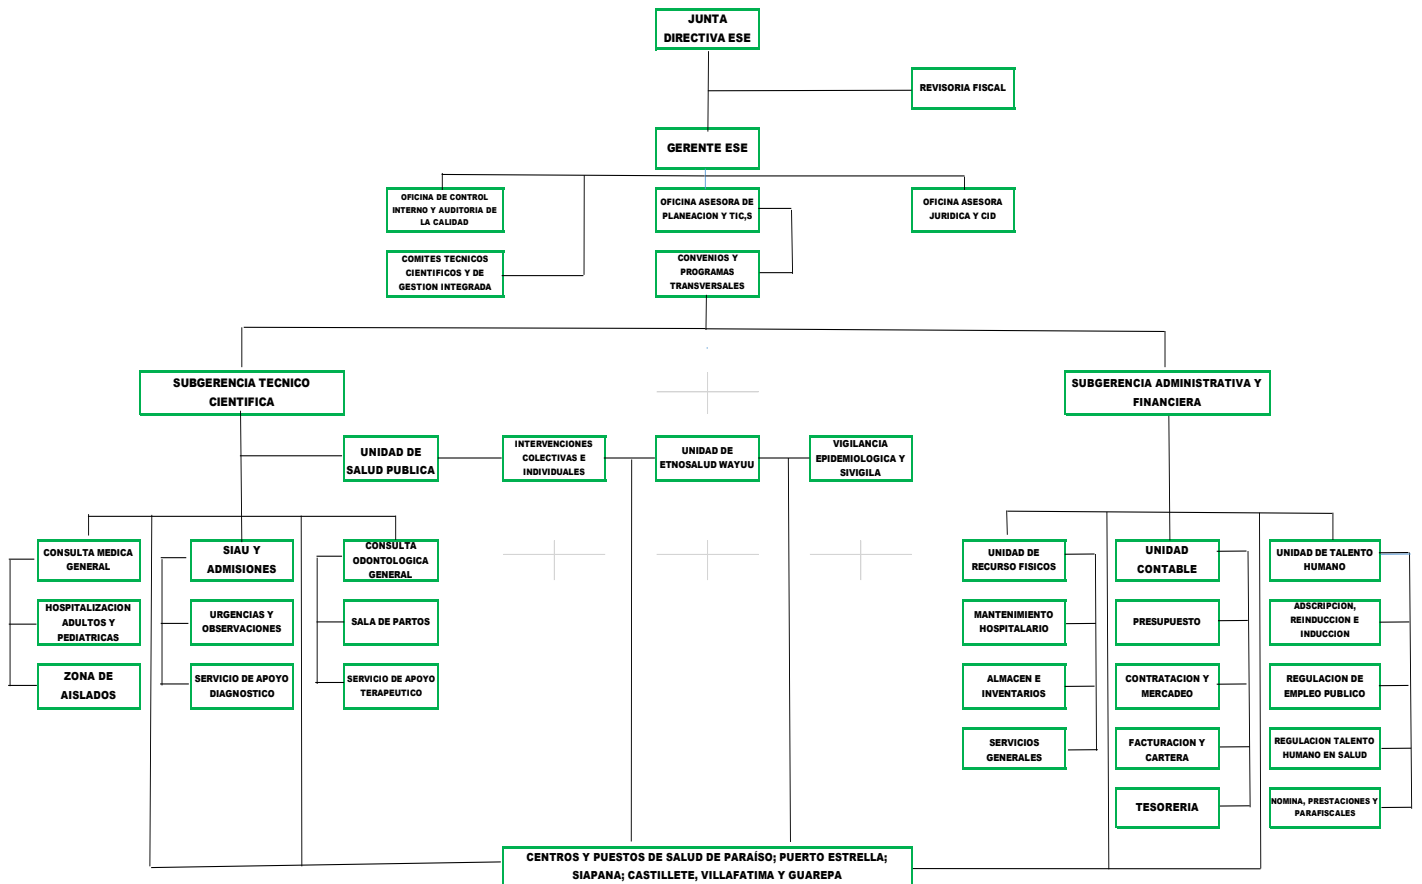 JUNTA
DIRECTIVA ESE
REVISORIA FISCAL
GERENTE ESE
OFICINA DE CONTROL
INTERNO Y AUDITORIA DE
LA CALIDAD
OFICINA ASESORA DE
PLANEACION Y TIC,S
OFICINA ASESORA
JURIDICA Y CID
COMITES TECNICOS
CIENTIFICOS Y DE
GESTION INTEGRADA
CONVENIOS Y
PROGRAMAS
TRANSVERSALES
SUBGERENCIA TECNICO
CIENTIFICA
SUBGERENCIA ADMINISTRATIVA Y
FINANCIERA
UNIDAD DE
SALUD PUBLICA
INTERVENCIONES
COLECTIVAS E
INDIVIDUALES
UNIDAD DE
ETNOSALUD WAYUU
VIGILANCIA
EPIDEMIOLOGICA Y
SIVIGILA
CONSULTA MEDICA
GENERAL
SIAU Y
ADMISIONES
CONSULTA
ODONTOLOGICA
GENERAL
UNIDAD DE
RECURSO FISICOS
UNIDAD
CONTABLE
UNIDAD DE TALENTO
HUMANO
HOSPITALIZACION
ADULTOS Y
PEDIATRICAS
URGENCIAS Y
OBSERVACIONES
SALA DE PARTOS
MANTENIMIENTO
HOSPITALARIO
PRESUPUESTO
ADSCRIPCION,
REINDUCCION E
INDUCCION
ZONA DE
AISLADOS
SERVICIO DE APOYO
DIAGNOSTICO
SERVICIO DE APOYO
TERAPEUTICO
ALMACEN E
INVENTARIOS
CONTRATACION Y
MERCADEO
REGULACION DE
EMPLEO PUBLICO
SERVICIOS
GENERALES
FACTURACION Y
CARTERA
REGULACION TALENTO
HUMANO EN SALUD
TESORERIA
NOMINA, PRESTACIONES Y
PARAFISCALES
CENTROS Y PUESTOS DE SALUD DE PARAÍSO; PUERTO ESTRELLA;
SIAPANA; CASTILLETE, VILLAFATIMA Y GUAREPA